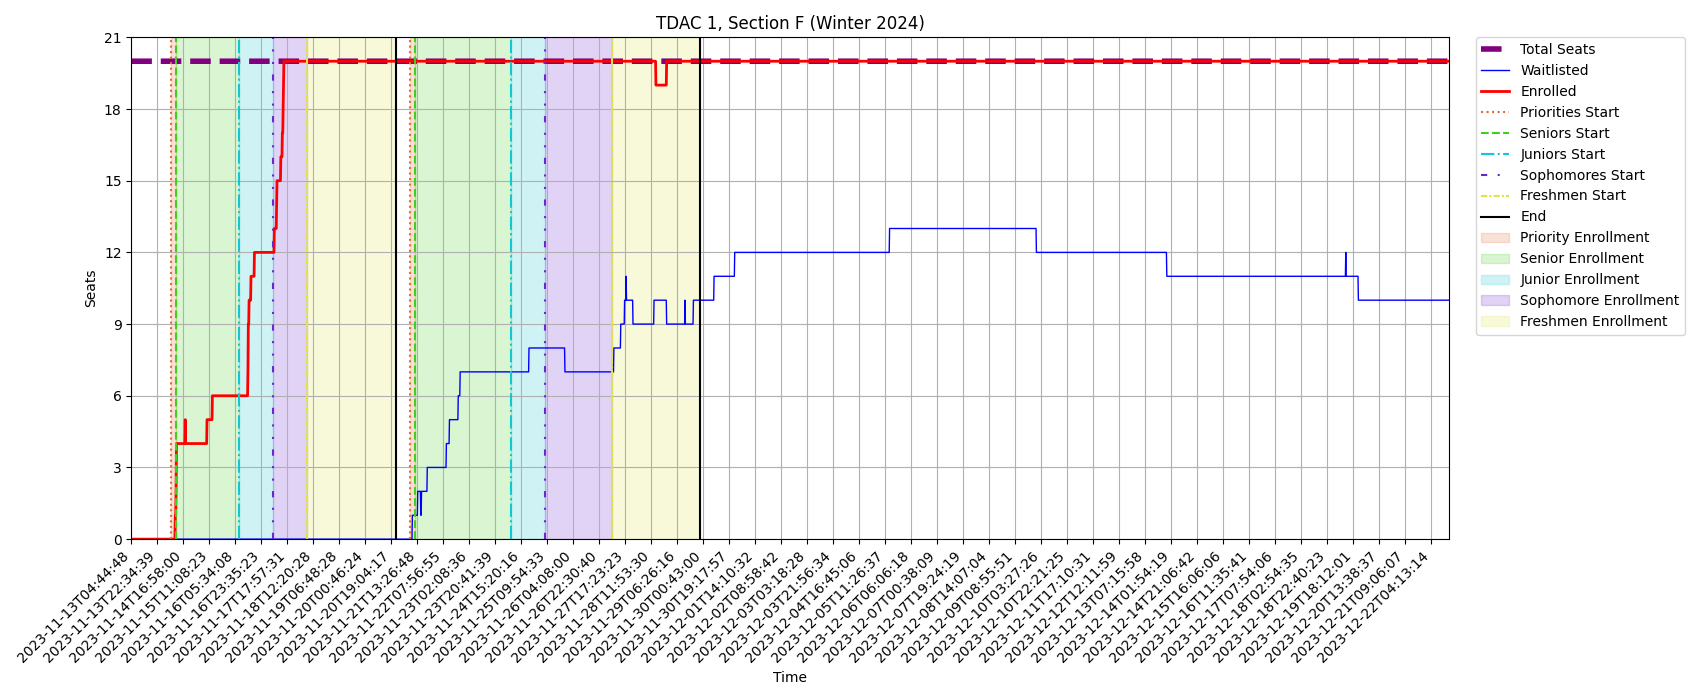 TDAC 1, Section F (Winter 2024)
21
18
15
12
9
6
3
0
Seats
2023-11-13T04:44:48
2023-11-13T22:34:39
2023-11-14T16:58:00
2023-11-15T11:08:23
2023-11-16T05:34:08
2023-11-16T23:35:23
2023-11-17T17:57:31
2023-11-18T12:20:28
2023-11-19T06:48:28
2023-11-20T00:46:24
2023-11-20T19:04:17
2023-11-21T13:26:48
2023-11-22T07:56:55
2023-11-23T02:08:36
2023-11-23T20:41:39
2023-11-24T15:20:16
2023-11-25T09:54:33
2023-11-26T04:08:00
2023-11-26T22:30:40
2023-11-27T17:23:23
2023-11-28T11:53:30
2023-11-29T06:26:16
2023-11-30T00:43:00
2023-11-30T19:17:57
2023-12-01T14:10:32
2023-12-02T08:58:42
2023-12-03T03:18:28
2023-12-03T21:56:34
2023-12-04T16:45:06
2023-12-05T11:26:37
2023-12-06T06:06:18
2023-12-07T00:38:09
2023-12-07T19:24:19
2023-12-08T14:07:04
2023-12-09T08:55:51
2023-12-10T03:27:26
2023-12-10T22:21:25
2023-12-11T17:10:31
2023-12-12T12:11:59
2023-12-13T07:15:58
2023-12-14T01:54:19
2023-12-14T21:06:42
2023-12-15T16:06:06
2023-12-16T11:35:41
2023-12-17T07:54:06
2023-12-18T02:54:35
2023-12-18T22:40:23
2023-12-19T18:12:01
2023-12-20T13:38:37
2023-12-21T09:06:07
2023-12-22T04:13:14
Time
Total Seats
Waitlisted
Enrolled
Priorities Start
Seniors Start
Juniors Start
Sophomores Start
Freshmen Start
End
Priority Enrollment
Senior Enrollment
Junior Enrollment
Sophomore Enrollment
Freshmen Enrollment